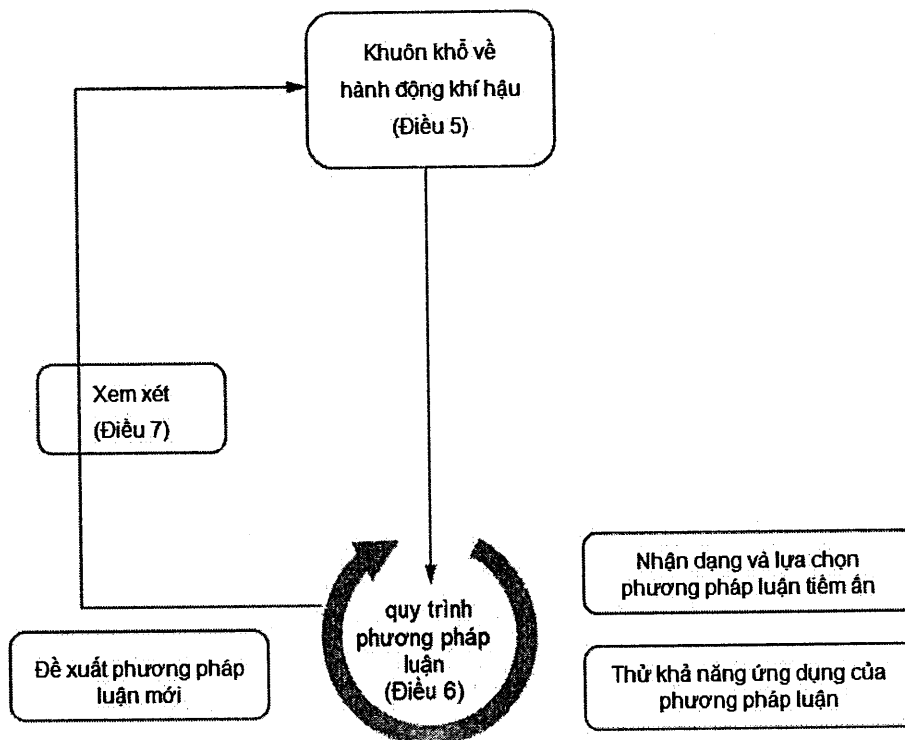 Khuôn khổ về
hành động khí hậu
(Điều 5)
Xem xét
(Điều 7)
quy trình
phương pháp
luận
(Điều 6)
Nhận dạng và lựa chọn
phương pháp luận tiềm ẩn
Đề xuất phương pháp
luận mới
Thử khả năng ứng dụng của
phương pháp luận